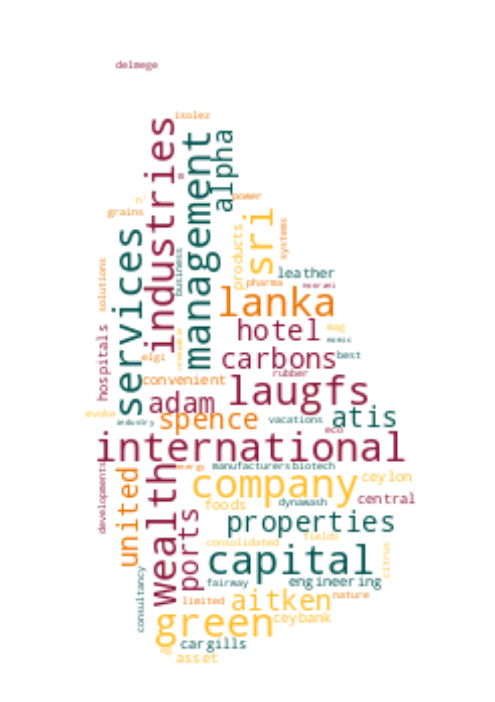 delmege
isoler
industries
management
alpha
power
grains
sri
services
products
systems
business
solutions
leather
pharma
lanka
hotel
mag
hospitals
elgi
carbons
best
rubber
convenient
laugfs
adam
evoke
industry
spence
vacations
atis
eco
international
energy
manufacturers
biotech
developments
united
wealth
company
ceylon
central
foods
dynawash
ports
properties
fields
consolidated
capital
citrus
consultancy
fairway
engineering
limited
aitken
nature
green
ceybank
cargills
ag
asset